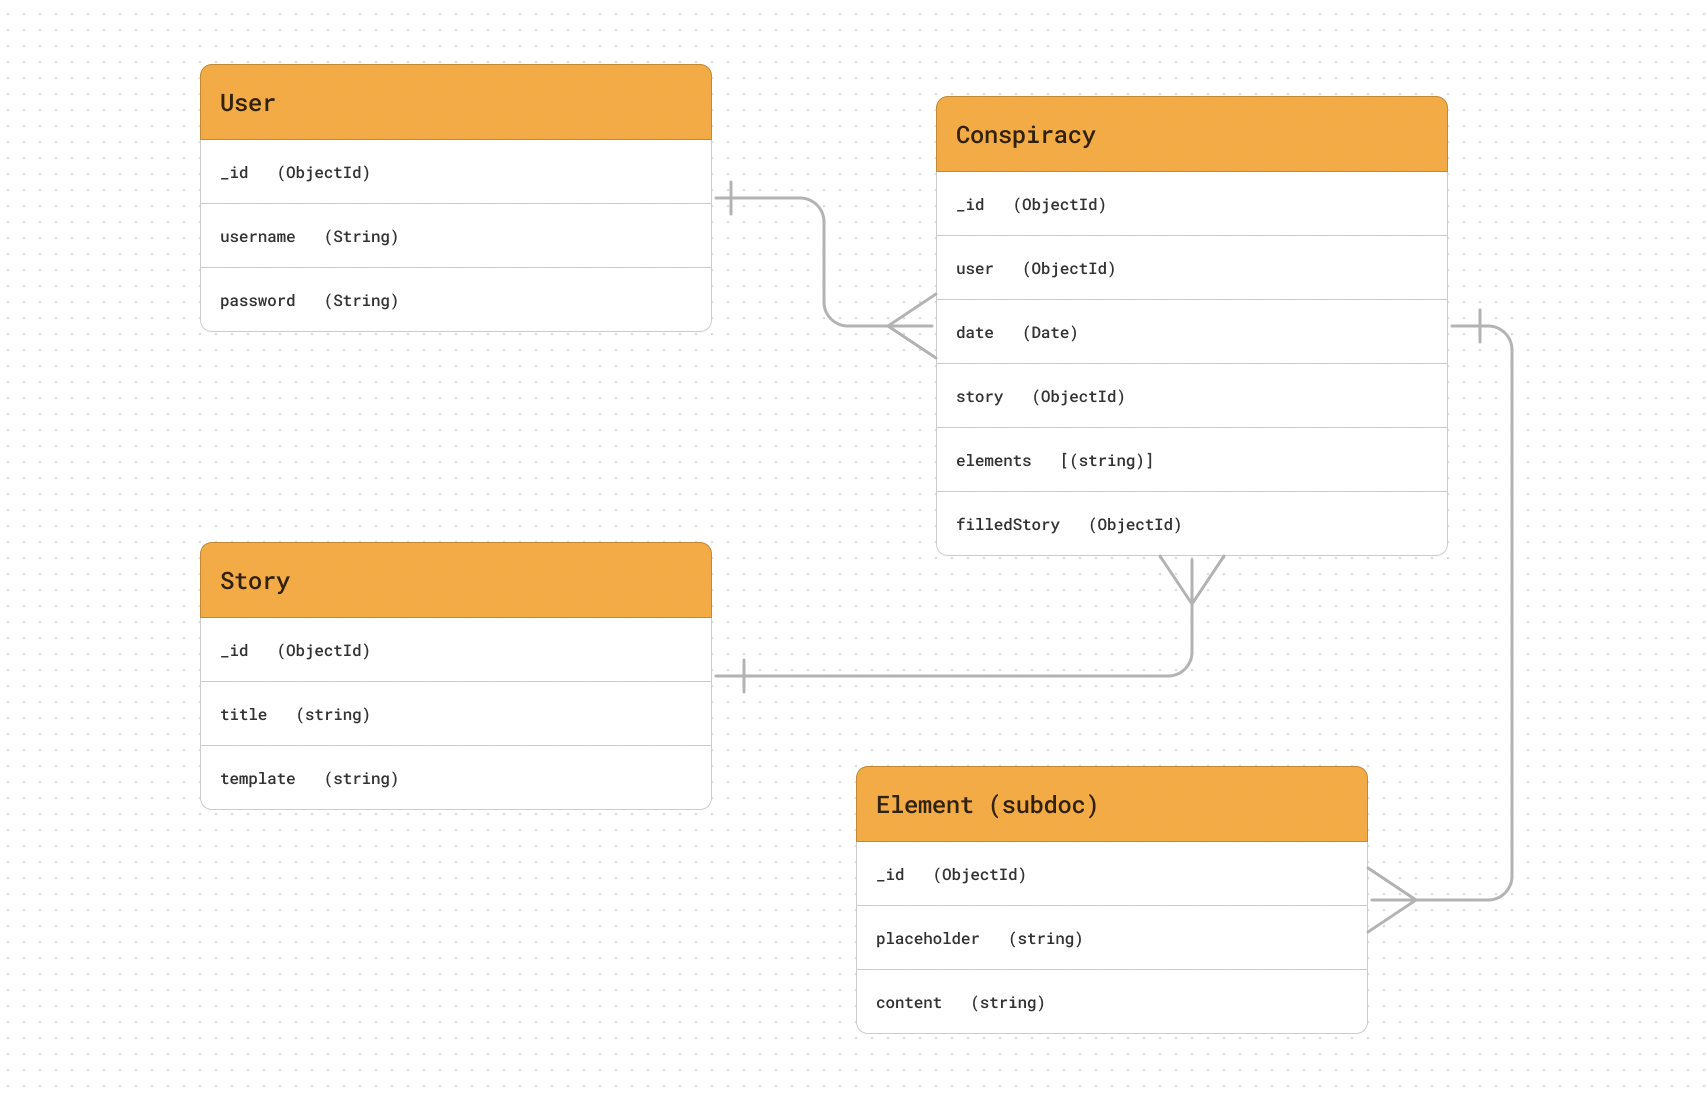 User
_id (ObjectId)
username (String)
password (String)
Conspiracy
_id (ObjectId)
user (ObjectId)
date (Date)
story (ObjectId)
elements [(string)]
filledStory (ObjectId)
Story
_id (ObjectId)
title (string)
template (string)
Element (subdoc)
_id (ObjectId)
placeholder (string)
content (string)